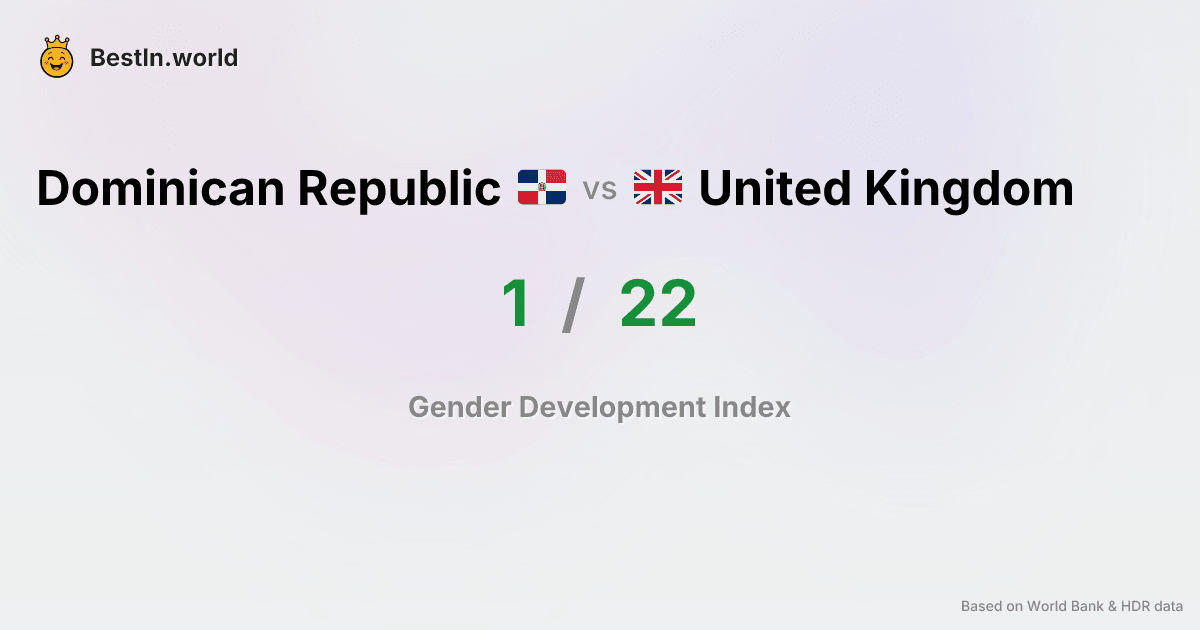 BestIn.world
Dominican Republic vs United Kingdom
1 / 22
Gender Development Index
Based on World Bank & HDR data